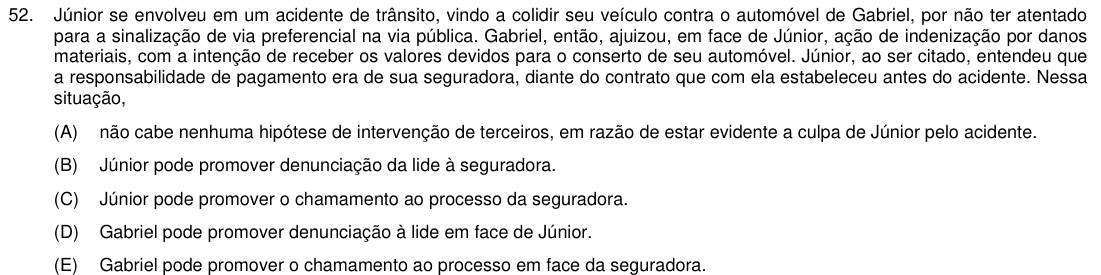 52. Júnior se envolveu em um acidente de trânsito, vindo a colidir seu veículo contra o automóvel de Gabriel, por não ter atentado
para a sinalização de via preferencial na via pública. Gabriel, então, ajuizou, em face de Júnior, ação de indenização por danos
materiais, com a intenção de receber os valores devidos para o conserto de seu automóvel. Júnior, ao ser citado, entendeu que
a responsabilidade de pagamento era de sua seguradora, diante do contrato que com ela estabeleceu antes do acidente. Nessa
situação,
(A) não cabe nenhuma hipótese de intervenção de terceiros, em razão de estar evidente a culpa de Júnior pelo acidente.
(B) Júnior pode promover denunciação da lide à seguradora.
(C) Júnior pode promover o chamamento ao processo da seguradora.
(D) Gabriel pode promover denunciação à lide em face de Júnior.
(E) Gabriel pode promover o chamamento ao processo em face da seguradora.